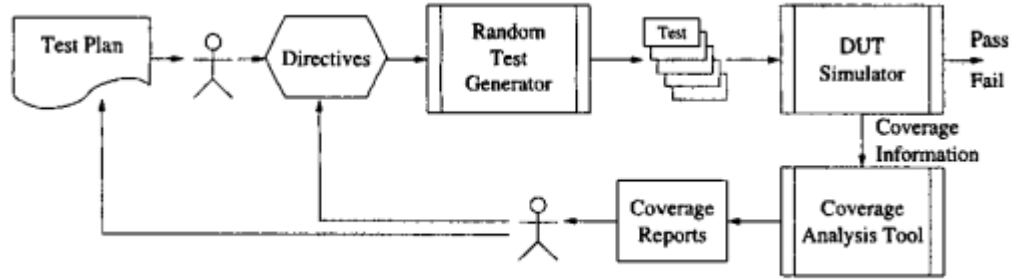 Test Plan
Directives
Random
Test
Generator
Test
DUT
Simulator
Pass
Fail
Coverage
Information
Coverage
Reports
Coverage
Analysis Tool